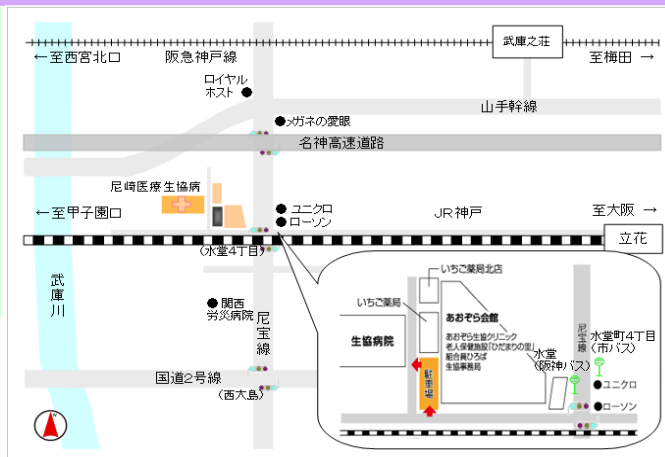 武庫之荘
←至西宮北口
阪急神戸線
至梅田 →
ロイヤル
ホスト
山手幹線
メガネの愛眼
名神高速道路
尼崎医療生協病
←至甲子園口
ユニクロ
ローソン
JR神戸
至大阪 →
立花
(水堂4丁目)
武庫川
関西
労災病院
尼宝線
国道2号線
(西大島)
いちご薬局北店
いちご薬局
生協病院
あおぞら会館
あおぞら生協クリニック
老人保健施設「ひだまりの里」
組合員ひろば
生協事務局
駐車場
水堂
(阪神バス)
尼宝線
水堂町4丁目
(市バス)
ユニクロ
ローソン
N